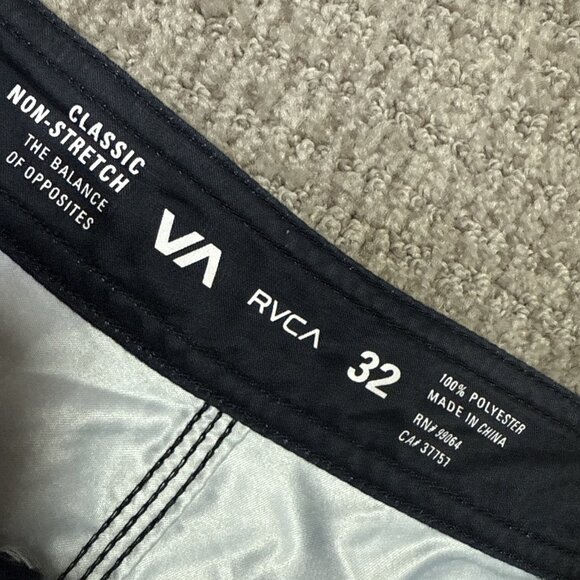 CLASSIC
NON-STRETCH
THE BALANCE
OF OPPOSITES
VA
RVCA
32
100% POLYESTER
MADE IN CHINA
RN# 99064
CA# 37757